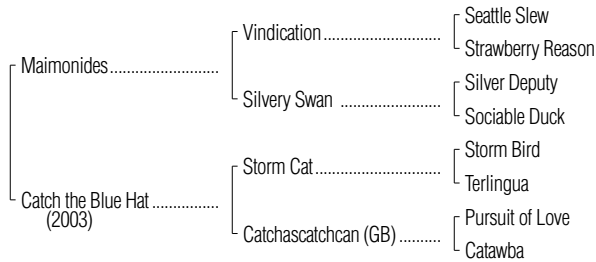 Seattle Slew
Vindication
Strawberry Reason
Maimonides
Silver Deputy
Silvery Swan
Sociable Duck
Storm Bird
Storm Cat
Terlingua
Catch the Blue Hat
(2003)
Pursuit of Love
Catchascatchcan (GB)
Catawba